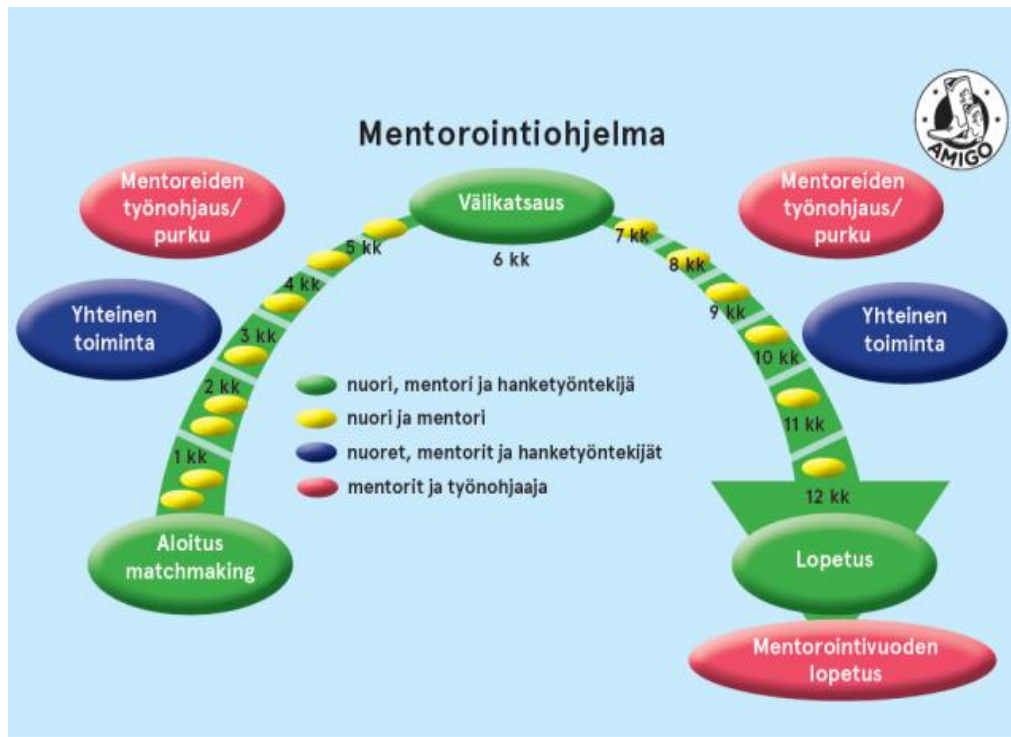 AMIGO
Mentorointiohjelma
Mentoreiden
työnohjaus/
purku
Välikatsaus
Mentoreiden
työnohjaus/
purku
5 kk
6 kk
7 kk
4 kk
8 kk
Yhteinen
toiminta
3 kk
9 kk
Yhteinen
toiminta
2 kk
10 kk
nuori, mentori ja hanketyöntekijä
nuori ja mentori
11 kk
1 kk
nuoret, mentorit ja hanketyöntekijät
mentorit ja työnohjaaja
12 kk
Aloitus
matchmaking
Lopetus
Mentorointivuoden
lopetus